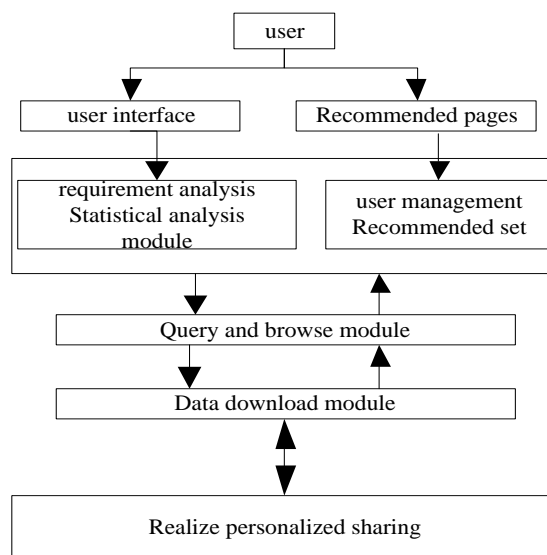 user
user interface
Recommended pages
requirement analysis
Statistical analysis
module
user management
Recommended set
Query and browse module
Data download module
Realize personalized sharing